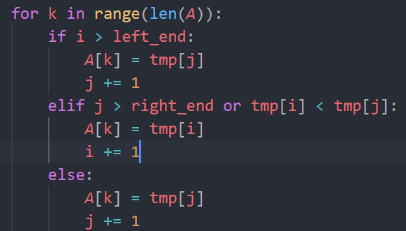 for k in range(len(A)):
    if i > left_end:
        A[k] = tmp[j]
        j += 1
    elif j > right_end or tmp[i] < tmp[j]:
        A[k] = tmp[i]
        i += 1
    else:
        A[k] = tmp[j]
        j += 1